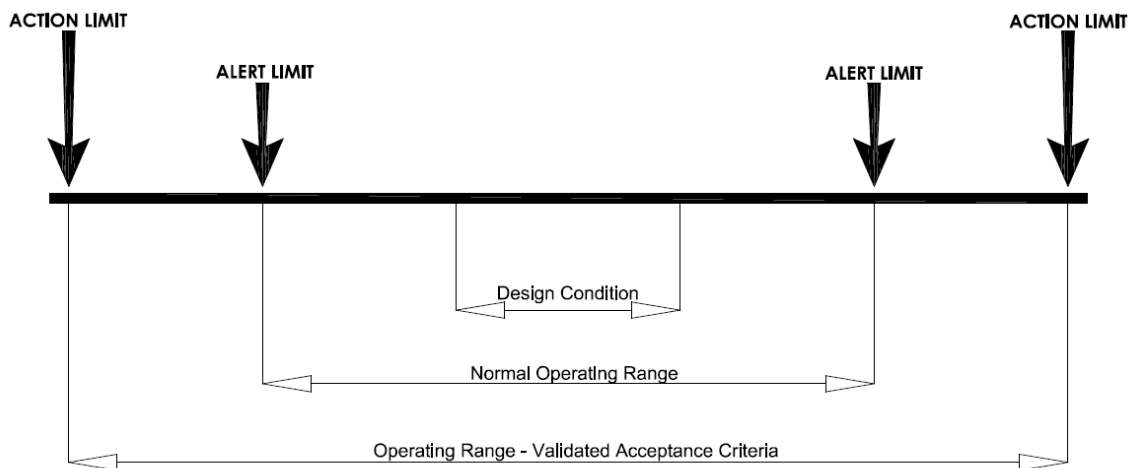 ACTION LIMIT
ACTION LIMIT
ALERT LIMIT
ALERT LIMIT
Design Condition
Normal Operating Range
Operating Range - Validated Acceptance Criteria